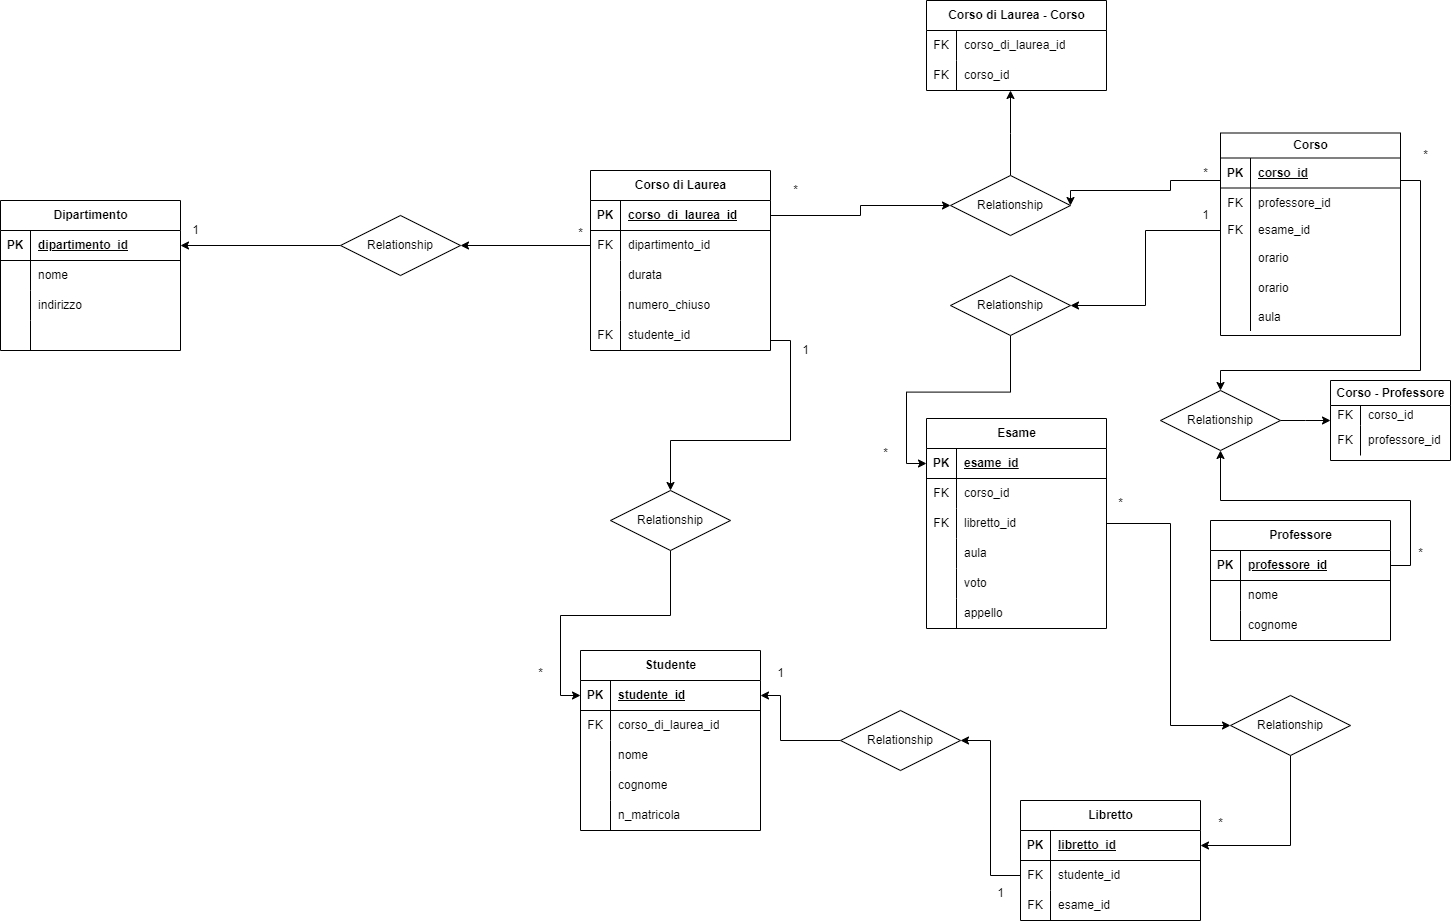 Corso di Laurea - Corso
FK corso_di_laurea_id
FK corso_id
Corso
PK corso_id
FK professore_id
FK esame_id
orario
orario
aula
*
*
1
Relationship
Corso di Laurea
PK corso_di_laurea_id
FK dipartimento_id
durata
numero_chiuso
FK studente_id
*
*
1
Dipartimento
PK dipartimento_id
nome
indirizzo
1
Relationship
Relationship
Relationship
Corso - Professore
FK corso_id
FK professore_id
Esame
PK esame_id
FK corso_id
FK libretto_id
aula
voto
appello
*
*
Relationship
Professore
PK professore_id
nome
cognome
*
Studente
PK studente_id
FK corso_di_laurea_id
nome
cognome
n_matricola
*
1
Relationship
Relationship
Libretto
PK libretto_id
FK studente_id
FK esame_id
*
1